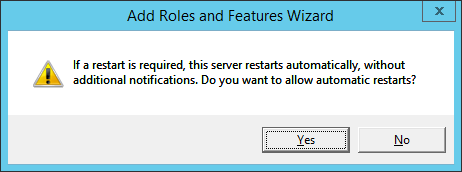 Add Roles and Features Wizard
If a restart is required, this server restarts automatically, without
additional notifications. Do you want to allow automatic restarts?
Yes No